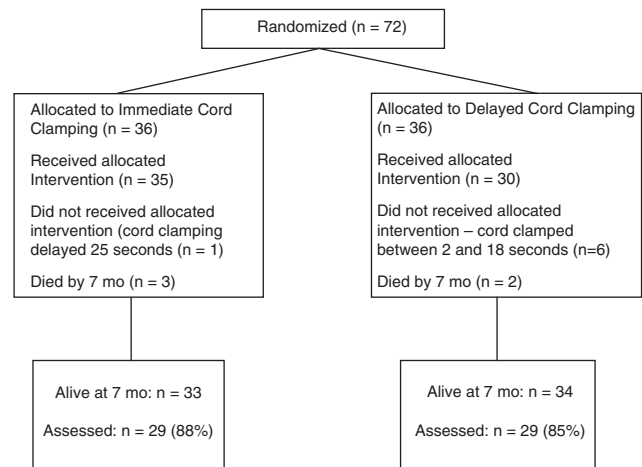 Randomized (n = 72)
Allocated to Immediate Cord
Clamping (n = 36)
Received allocated
Intervention (n = 35)
Did not received allocated
intervention (cord clamping
delayed 25 seconds (n = 1)
Died by 7 mo (n = 3)
Allocated to Delayed Cord Clamping
(n = 36)
Received allocated
Intervention (n = 30)
Did not received allocated
intervention – cord clamped
between 2 and 18 seconds (n=6)
Died by 7 mo (n = 2)
Alive at 7 mo: n = 33
Assessed: n = 29 (88%)
Alive at 7 mo: n = 34
Assessed: n = 29 (85%)